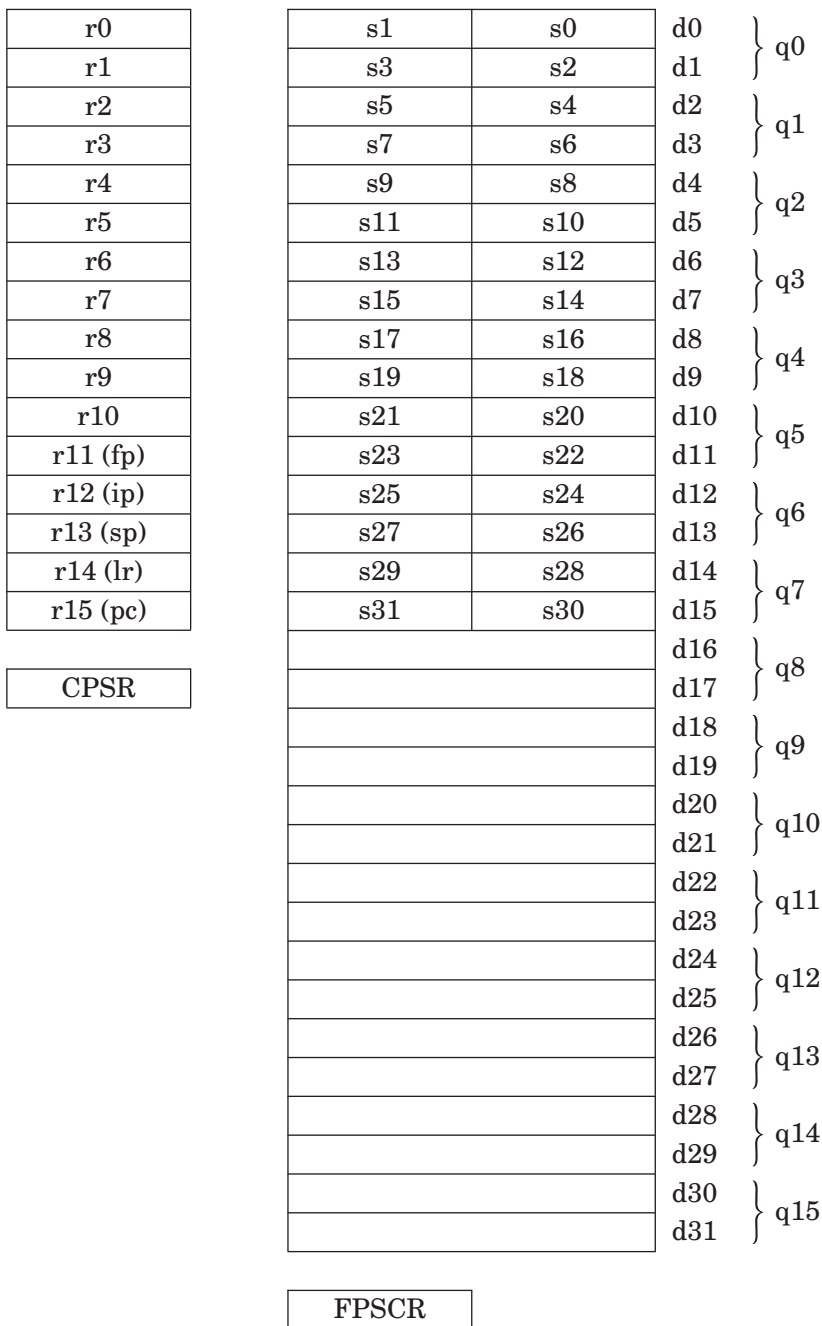 r0 s1 s0 d0
q0
r1 s3 s2 d1
r2 s5 s4 d2
q1
r3 s7 s6 d3
r4 s9 s8 d4
q2
r5 s11 s10 d5
r6 s13 s12 d6
q3
r7 s15 s14 d7
r8 s17 s16 d8
q4
r9 s19 s18 d9
r10 s21 s20 d10
q5
r11 (fp) s23 s22 d11
r12 (ip) s25 s24 d12
q6
r13 (sp) s27 s26 d13
r14 (lr) s29 s28 d14
q7
r15 (pc) s31 s30 d15
d16
CPSR q8
d17
d18
q9
d19
d20
q10
d21
d22
q11
d23
d24
q12
d25
d26
q13
d27
d28
q14
d29
d30
q15
d31
FPSCR